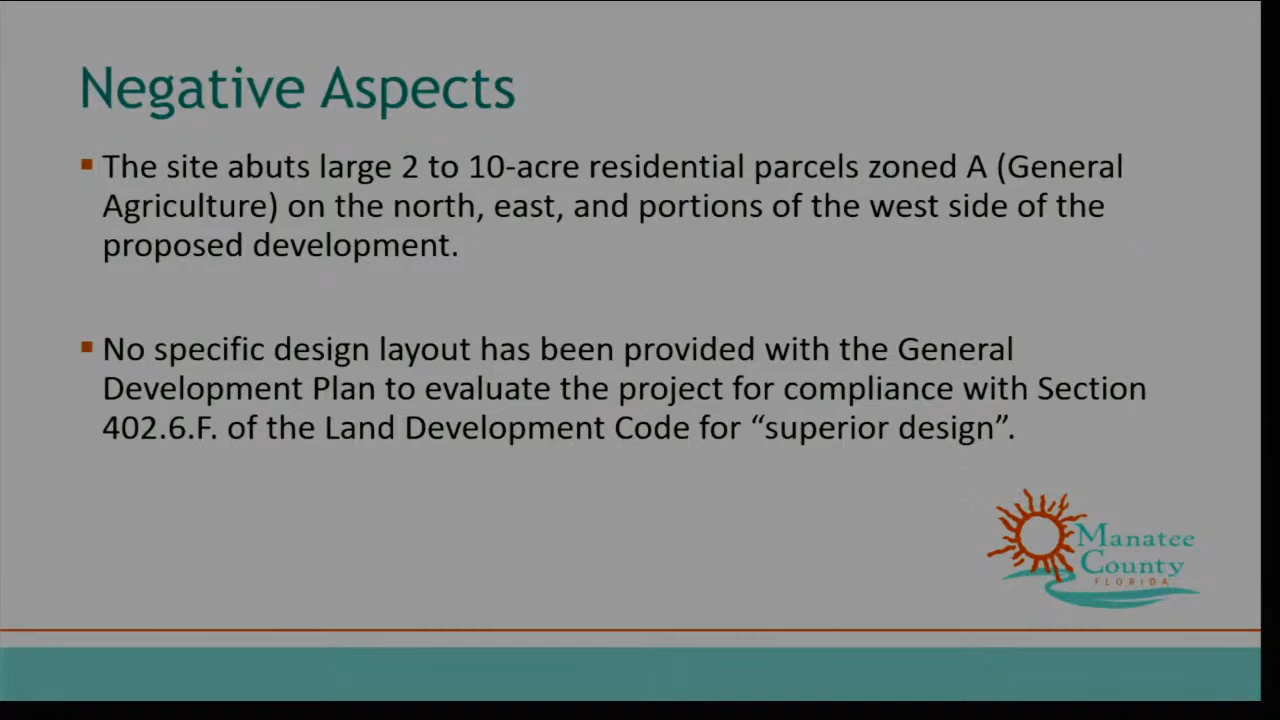 Negative Aspects
The site abuts large 2 to 10-acre residential parcels zoned A (General
Agriculture) on the north, east, and portions of the west side of the
proposed development.
No specific design layout has been provided with the General
Development Plan to evaluate the project for compliance with Section
402.6.F. of the Land Development Code for “superior design”.
Manatee
County
FLORIDA